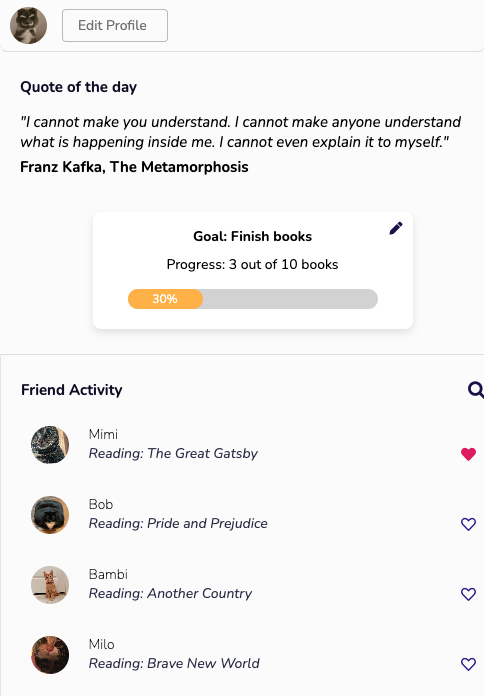 Edit Profile
Quote of the day
"I cannot make you understand. I cannot make anyone understand
what is happening inside me. I cannot even explain it to myself."
Franz Kafka, The Metamorphosis
Goal: Finish books
Progress: 3 out of 10 books
30%
Friend Activity
Mimi
Reading: The Great Gatsby
Bob
Reading: Pride and Prejudice
Bambi
Reading: Another Country
Milo
Reading: Brave New World